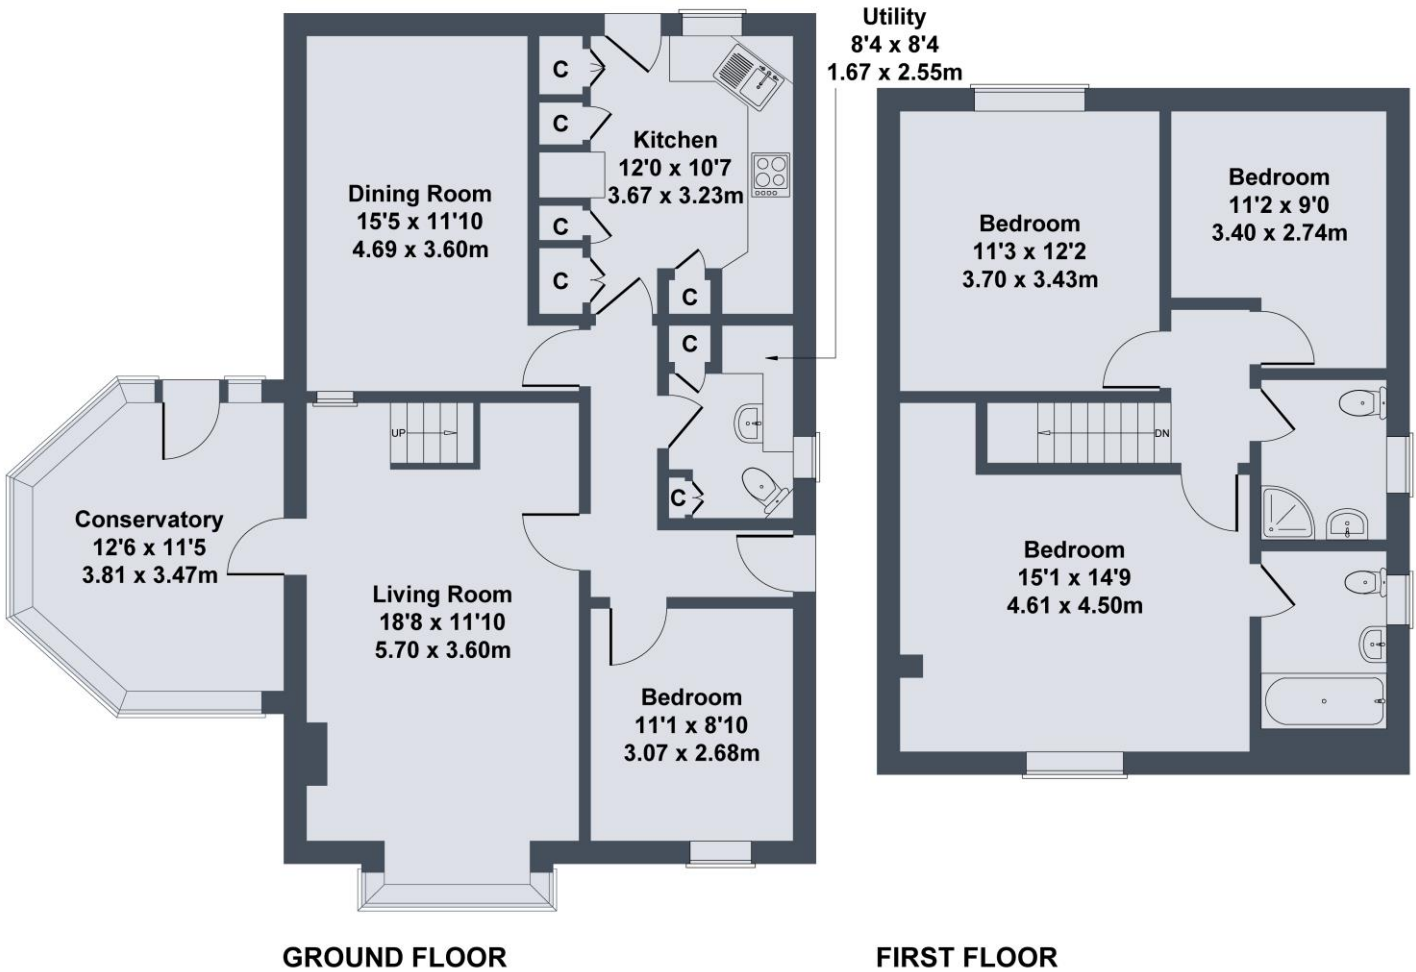 Utility
8'4 x 8'4
1.67 x 2.55m
C
C
C
C
C
Kitchen
12'0 x 10'7
3.67 x 3.23m
Dining Room
15'5 x 11'10
4.69 x 3.60m
C
C
UP
Conservatory
12'6 x 11'5
3.81 x 3.47m
Living Room
18'8 x 11'10
5.70 x 3.60m
Bedroom
11'1 x 8'10
3.07 x 2.68m
Bedroom
11'3 x 12'2
3.70 x 3.43m
Bedroom
11'2 x 9'0
3.40 x 2.74m
DN
Bedroom
15'1 x 14'9
4.61 x 4.50m
GROUND FLOOR
FIRST FLOOR